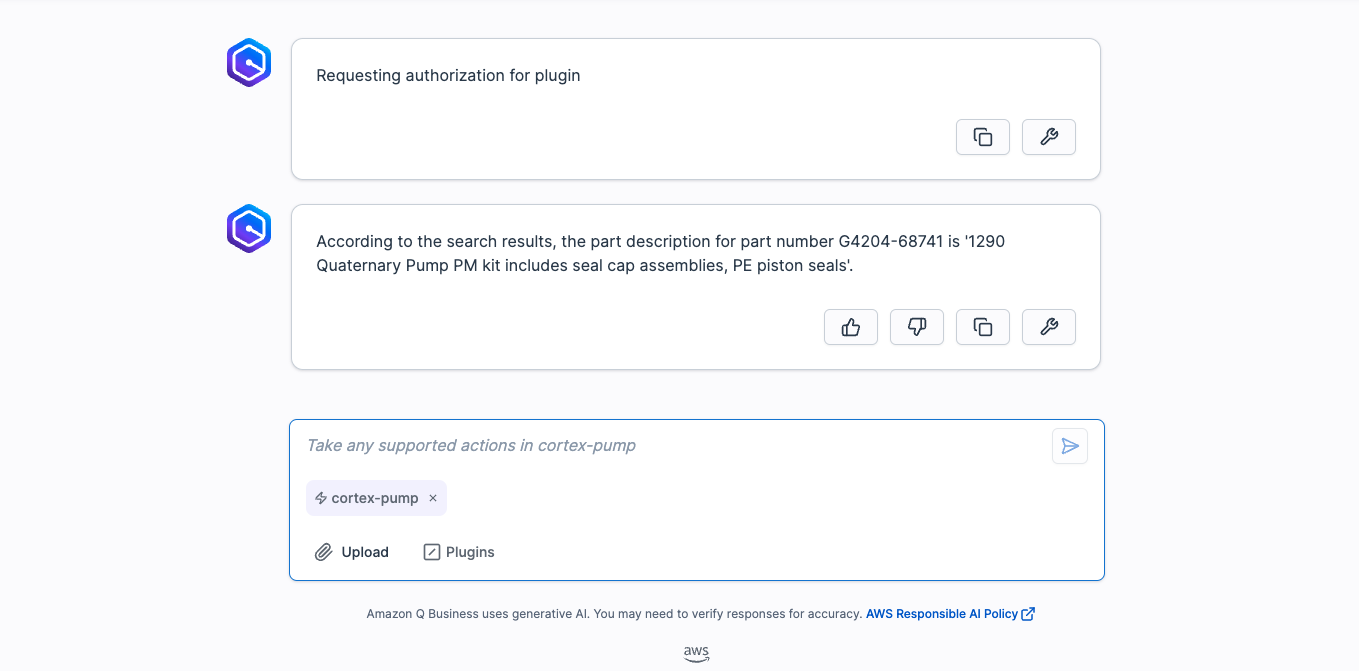 Requesting authorization for plugin
According to the search results, the part description for part number G4204-68741 is '1290
Quaternary Pump PM kit includes seal cap assemblies, PE piston seals'.
Take any supported actions in cortex-pump
cortex-pump ×
Upload Plugins
Amazon Q Business uses generative AI. You may need to verify responses for accuracy. AWS Responsible AI Policy
aws